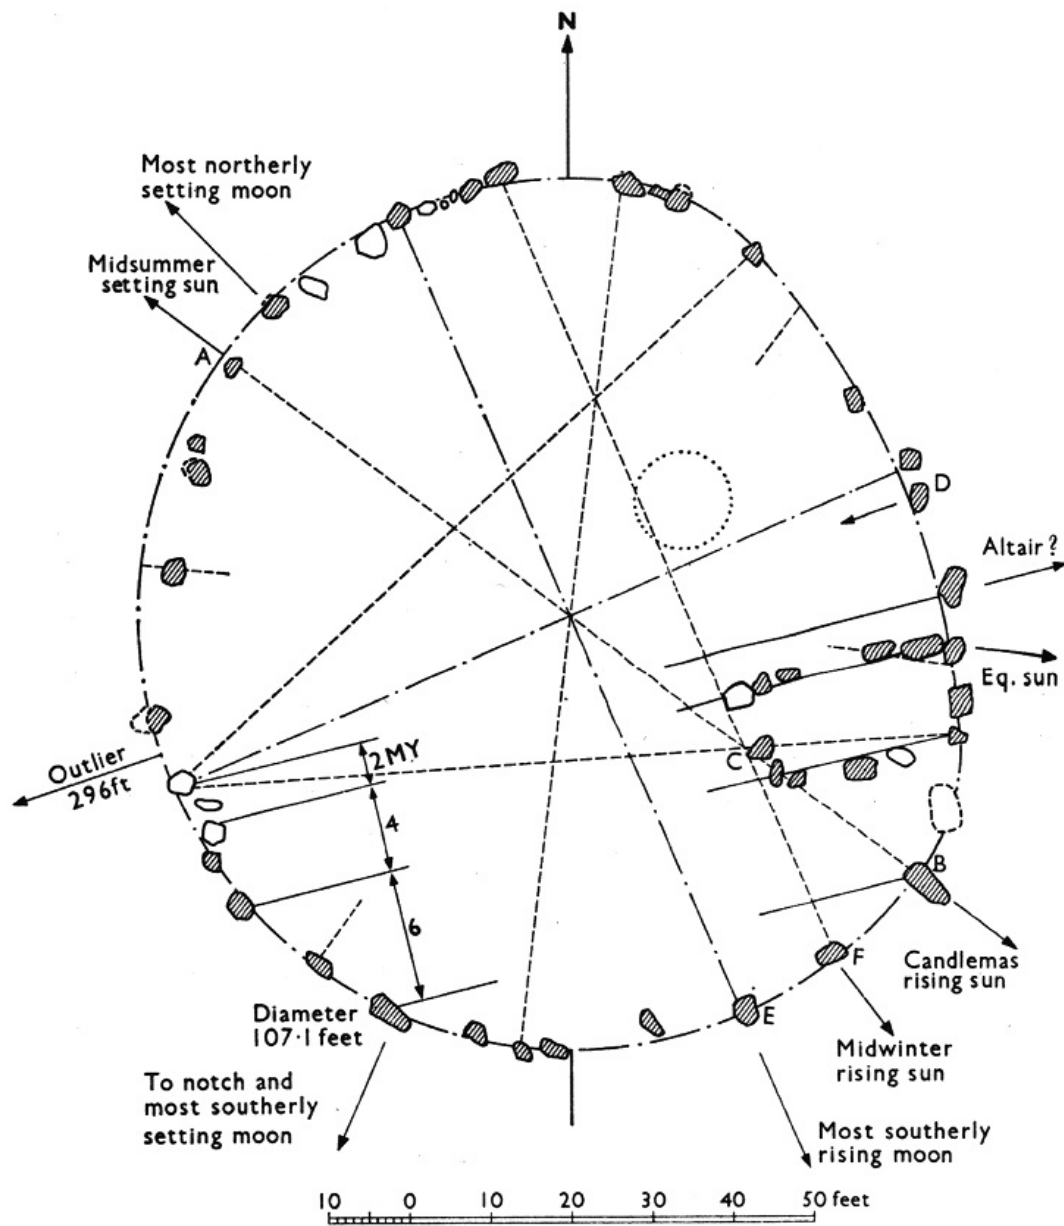 N
Most northerly
setting moon
Midsummer
setting sun
A
D
Altair?
Eq. sun
2MY
C
Outlier
296ft
4
B
6
F
Candlemas
rising sun
Diameter
107·1 feet
E
Midwinter
rising sun
To notch and
most southerly
setting moon
Most southerly
rising moon
10 0 10 20 30 40 50 feet